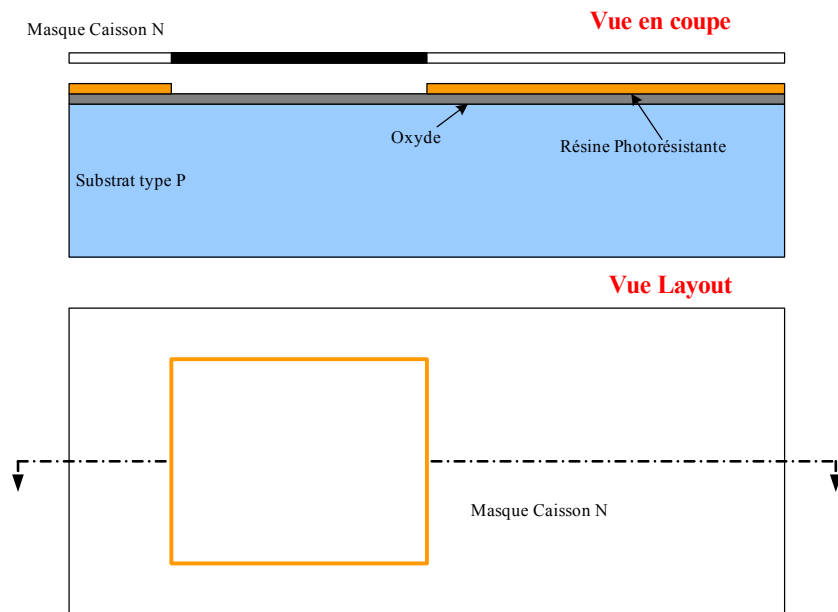 Vue en coupe
Masque Caisson N
Oxyde
Résine Photorésistante
Substrat type P
Vue Layout
Masque Caisson N